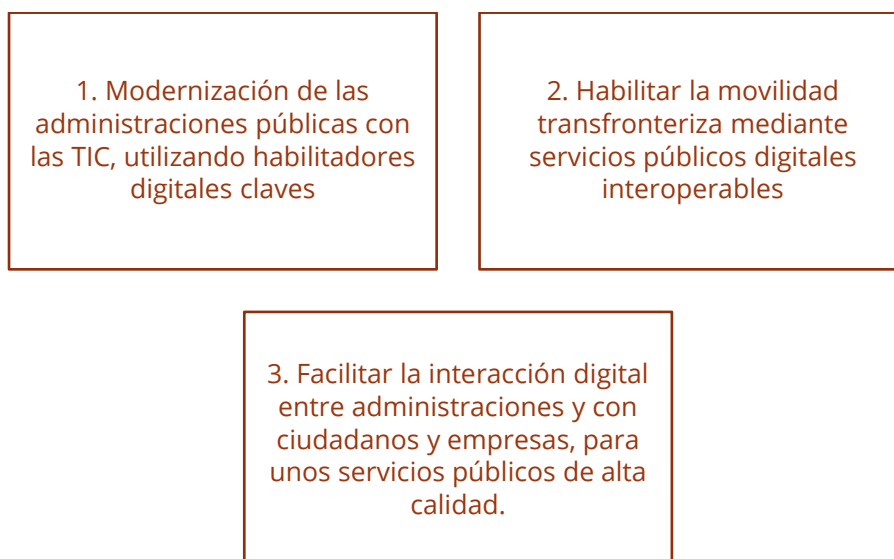 1. Modernización de las
administraciones públicas con
las TIC, utilizando habilitadores
digitales claves
2. Habilitar la movilidad
transfronteriza mediante
servicios públicos digitales
interoperables
3. Facilitar la interacción digital
entre administraciones y con
ciudadanos y empresas, para
unos servicios públicos de alta
calidad.